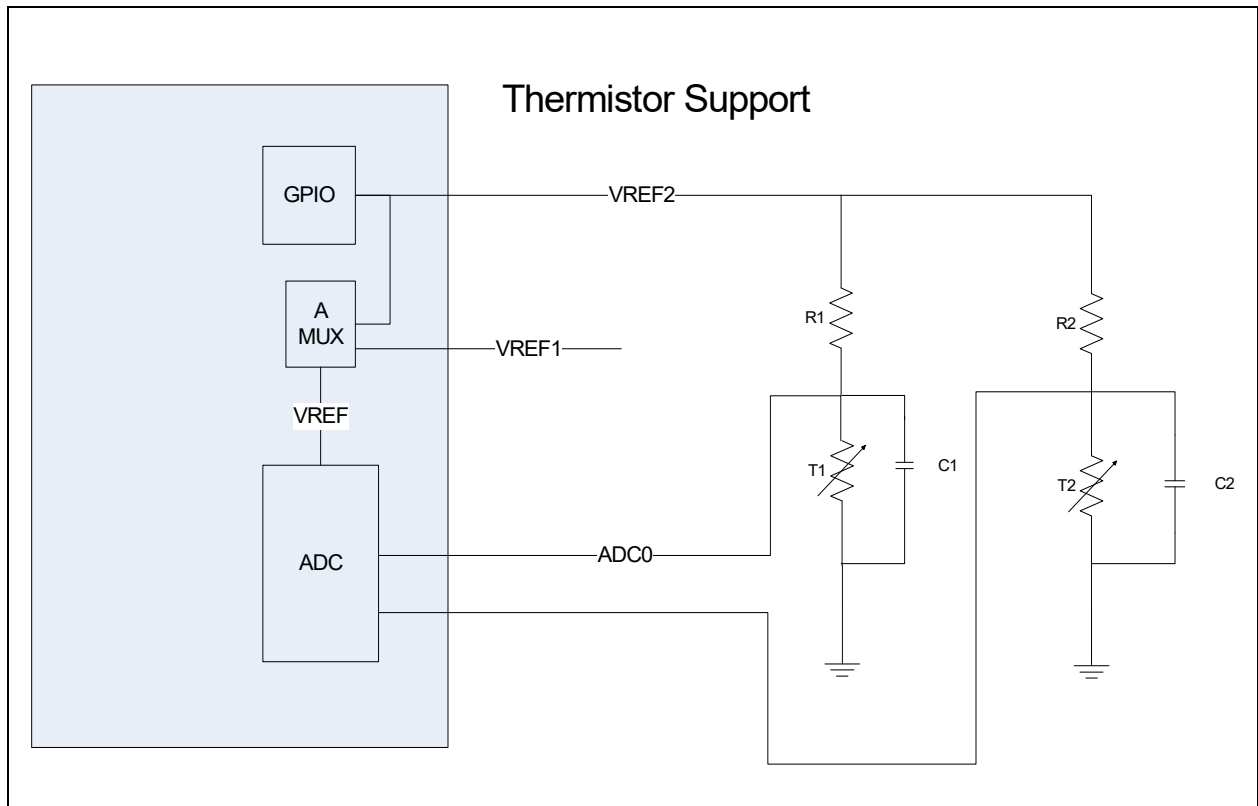 Thermistor Support
GPIO
VREF2
A
MUX
VREF1
R1
R2
VREF
T1
C1
T2
C2
ADC
ADC0